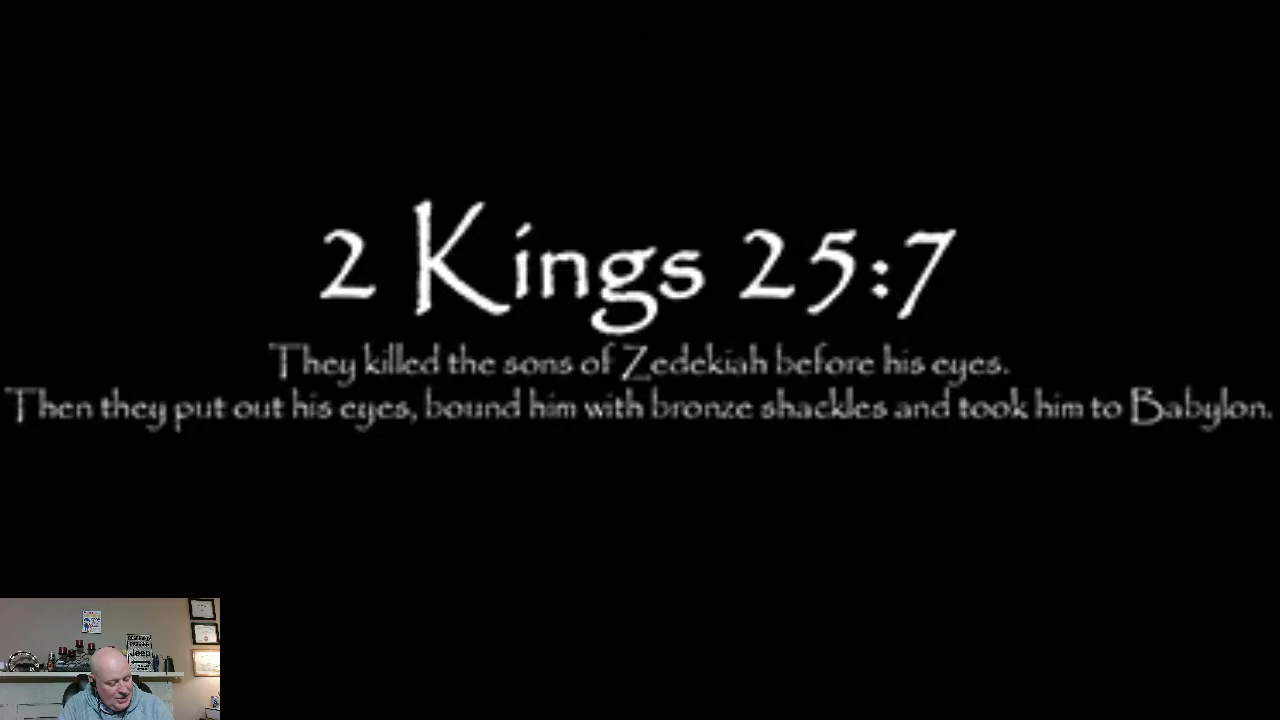 2 Kings 25:7
They killed the sons of Zedekiah before his eyes.
Then they put out his eyes, bound him with bronze shackles and took him to Babylon.
Jeep